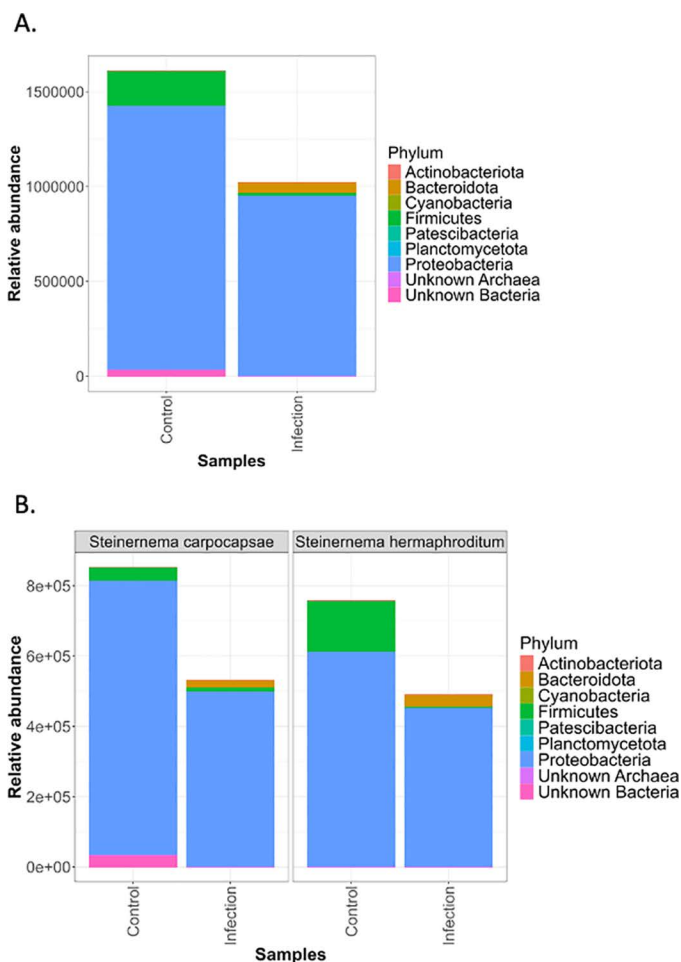 A.
1500000
1000000
500000
0
Relative abundance
Control
Infection
Samples
Phylum
Actinobacteriota
Bacteroidota
Cyanobacteria
Firmicutes
Patescibacteria
Planctomycetota
Proteobacteria
Unknown Archaea
Unknown Bacteria
B.
Steinernema carpocapsae
Steinernema hermaphroditum
8e+05
6e+05
4e+05
2e+05
0e+00
Relative abundance
Control
Infection
Control
Infection
Samples
Phylum
Actinobacteriota
Bacteroidota
Cyanobacteria
Firmicutes
Patescibacteria
Planctomycetota
Proteobacteria
Unknown Archaea
Unknown Bacteria